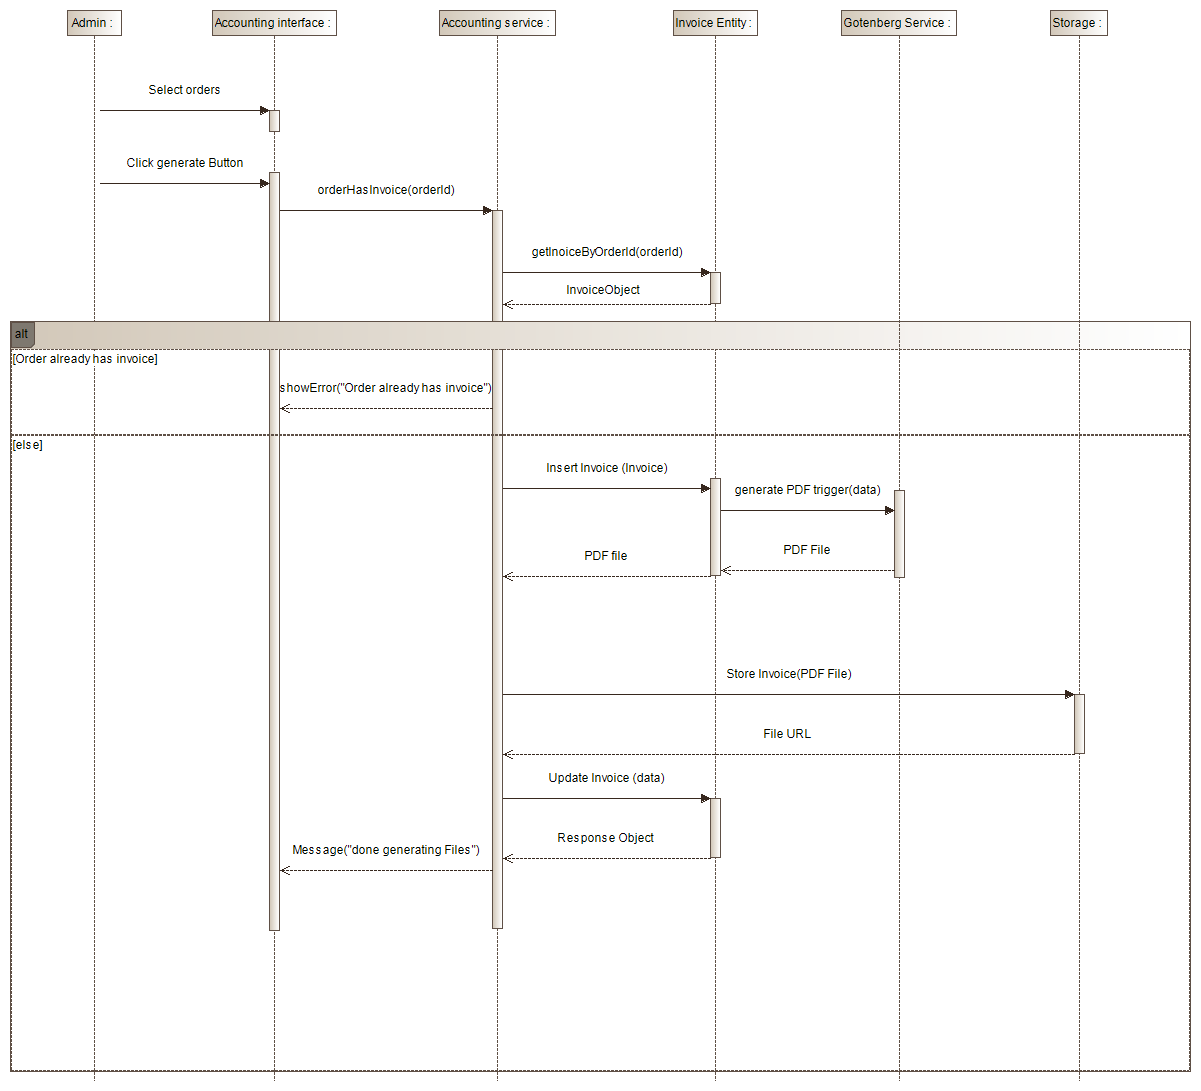 Admin :
Accounting interface :
Accounting service :
Invoice Entity :
Gotenberg Service :
Storage :
Select orders
Click generate Button
orderHasInvoice(orderId)
getInoiceByOrderId(orderId)
InvoiceObject
alt
[Order already has invoice]
showError("Order already has invoice")
[else]
Insert Invoice (Invoice)
generate PDF trigger(data)
PDF File
PDF file
Store Invoice(PDF File)
File URL
Update Invoice (data)
Response Object
Message("done generating Files")